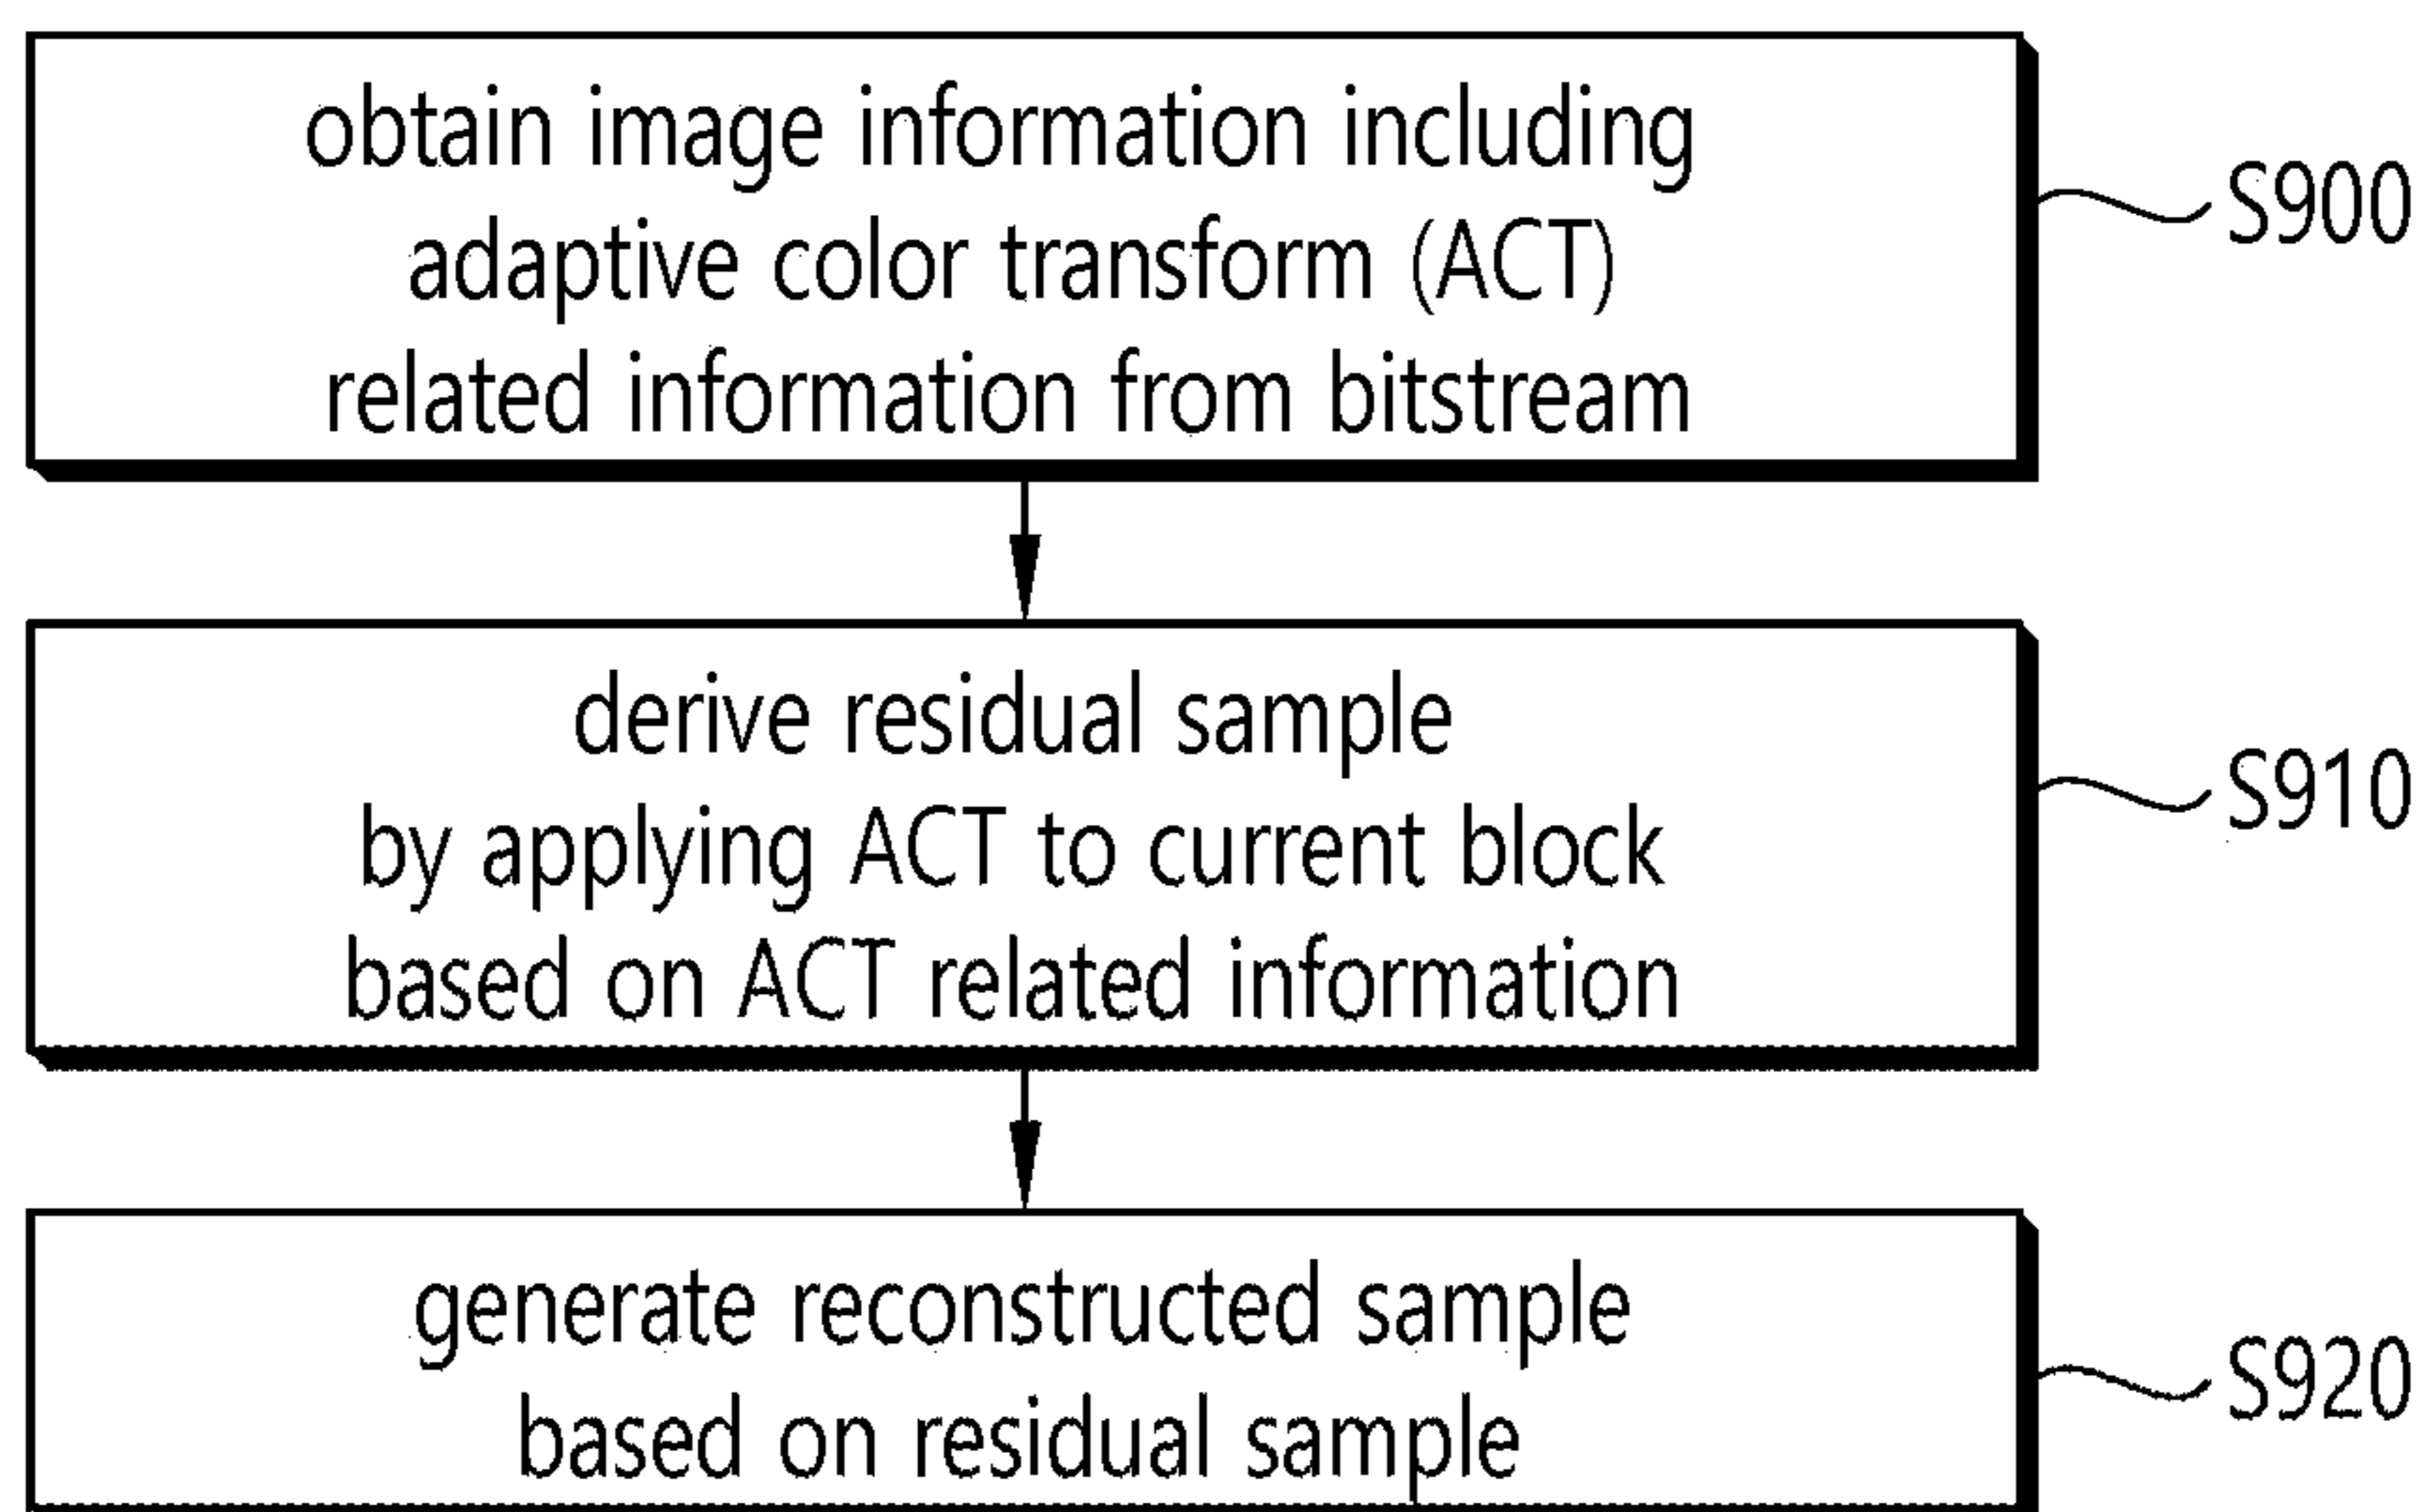 obtain image information including
adaptive color transform (ACT)
related information from bitstream
S900
derive residual sample
by applying ACT to current block
based on ACT related information
S910
generate reconstructed sample
based on residual sample
S920